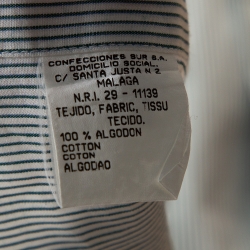 CONFECCIONES SUR S.A.
DOMICILIO SOCIAL.
C/ SANTA JUSTA N 2
MALAGA
N.R.I. 29 - 11139
TEJIDO, FABRIC, TISSU
TECIDO.
100 % ALGODON
COTTON
COTON
ALGODAO